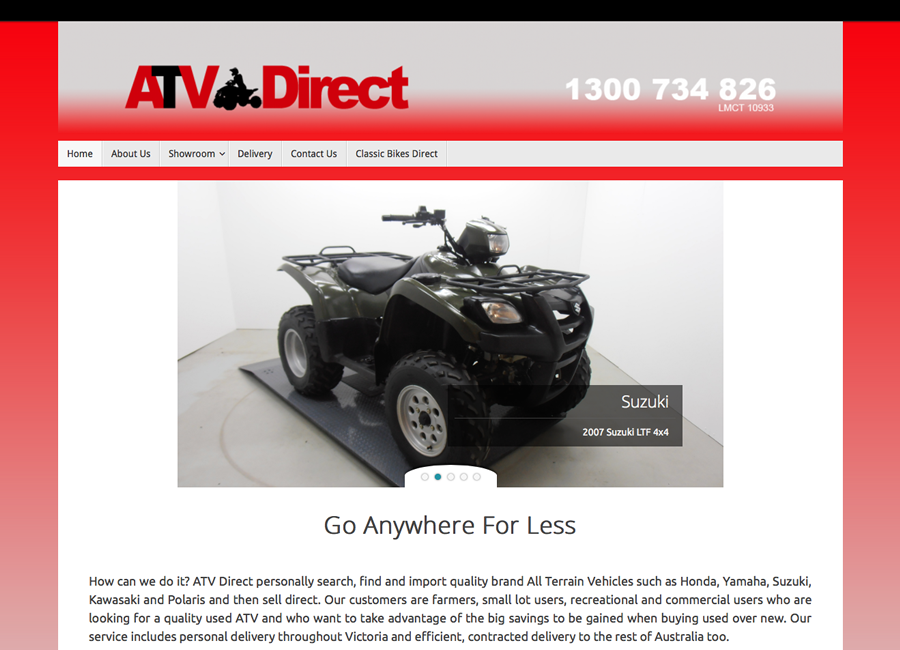 ATV Direct
1300 734 826
LMCT 10933
Home About Us Showroom Delivery Contact Us Classic Bikes Direct
Suzuki
2007 Suzuki LTF 4x4
Go Anywhere For Less
How can we do it? ATV Direct personally search, find and import quality brand All Terrain Vehicles such as Honda, Yamaha, Suzuki,
Kawasaki and Polaris and then sell direct. Our customers are farmers, small lot users, recreational and commercial users who are
looking for a quality used ATV and who want to take advantage of the big savings to be gained when buying used over new. Our
service includes personal delivery throughout Victoria and efficient, contracted delivery to the rest of Australia too.